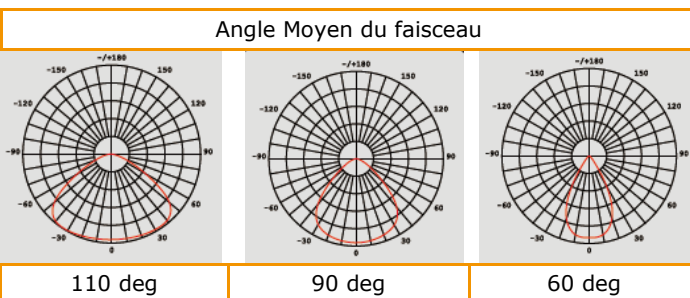 Angle Moyen du faisceau
-/+180 -/+180 -/+180
-150 150 -150 150 -150 150
-120 120 -120 120 -120 120
-90 90 -90 90 -90 90
-60 60 -60 60 -60 60
-30 30 -30 30 -30 30
0 0 0
110 deg 90 deg 60 deg